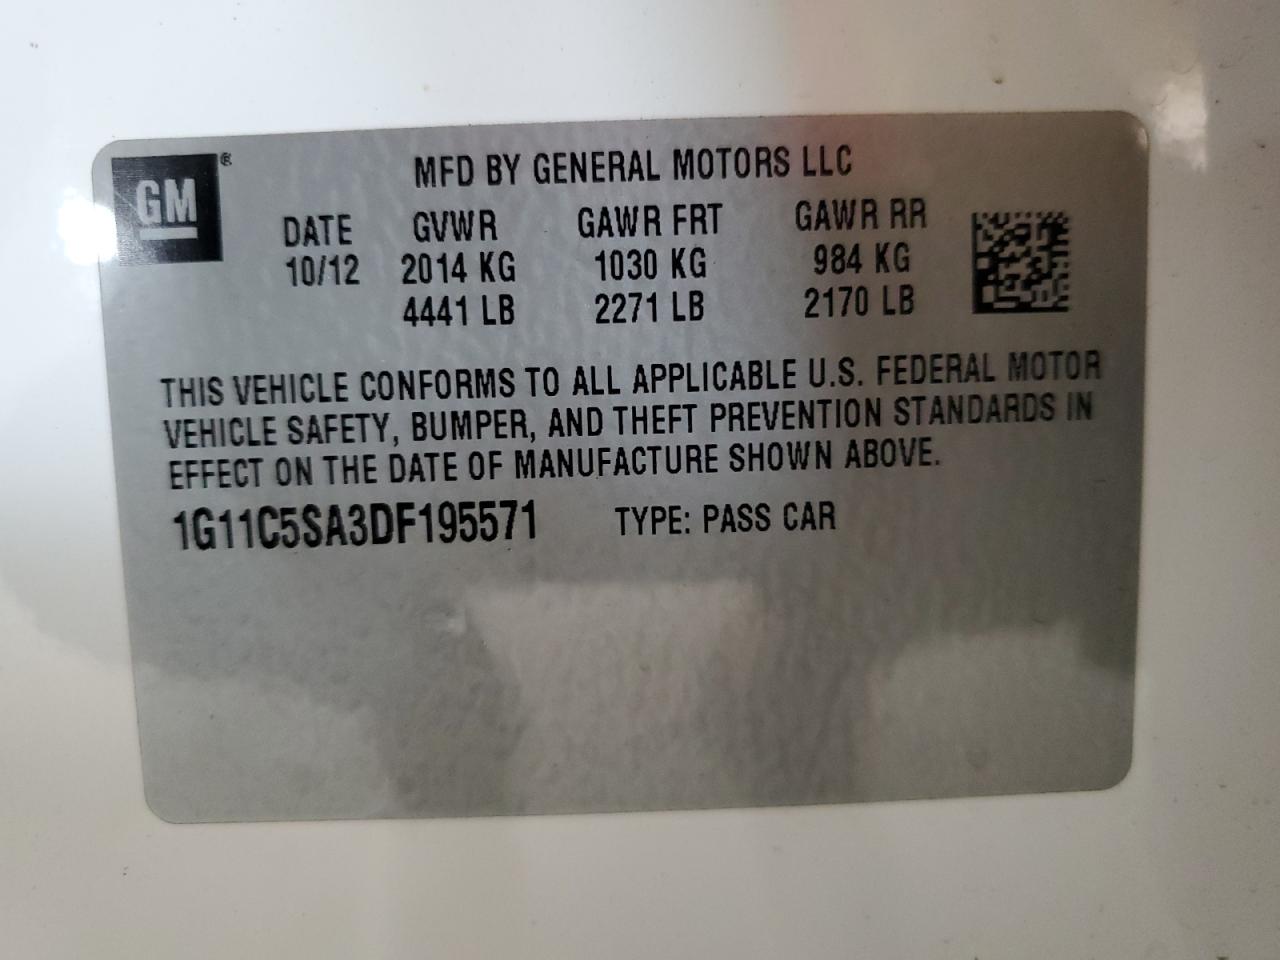 GM ®
MFD BY GENERAL MOTORS LLC
DATE GVWR GAWR FRT GAWR RR
10/12 2014 KG 1030 KG 984 KG
4441 LB 2271 LB 2170 LB
THIS VEHICLE CONFORMS TO ALL APPLICABLE U.S. FEDERAL MOTOR
VEHICLE SAFETY, BUMPER, AND THEFT PREVENTION STANDARDS IN
EFFECT ON THE DATE OF MANUFACTURE SHOWN ABOVE.
1G11C5SA3DF195571 TYPE: PASS CAR